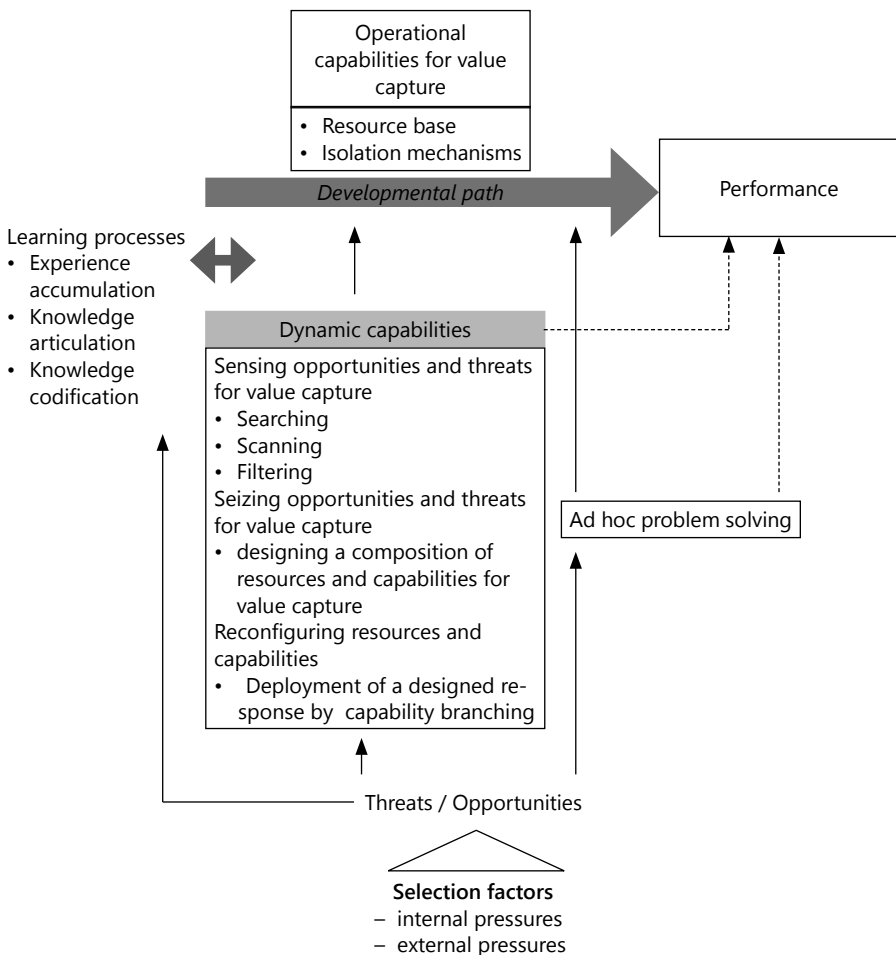 Operational
capabilities for value
capture
• Resource base
• Isolation mechanisms
Developmental path
Performance
Learning processes
• Experience
accumulation
• Knowledge
articulation
• Knowledge
codification
Dynamic capabilities
Sensing opportunities and threats
for value capture
• Searching
• Scanning
• Filtering
Seizing opportunities and threats
for value capture
• designing a composition of
resources and capabilities for
value capture
Reconfiguring resources and
capabilities
• Deployment of a designed re-
sponse by capability branching
Ad hoc problem solving
Threats / Opportunities
Selection factors
– internal pressures
– external pressures